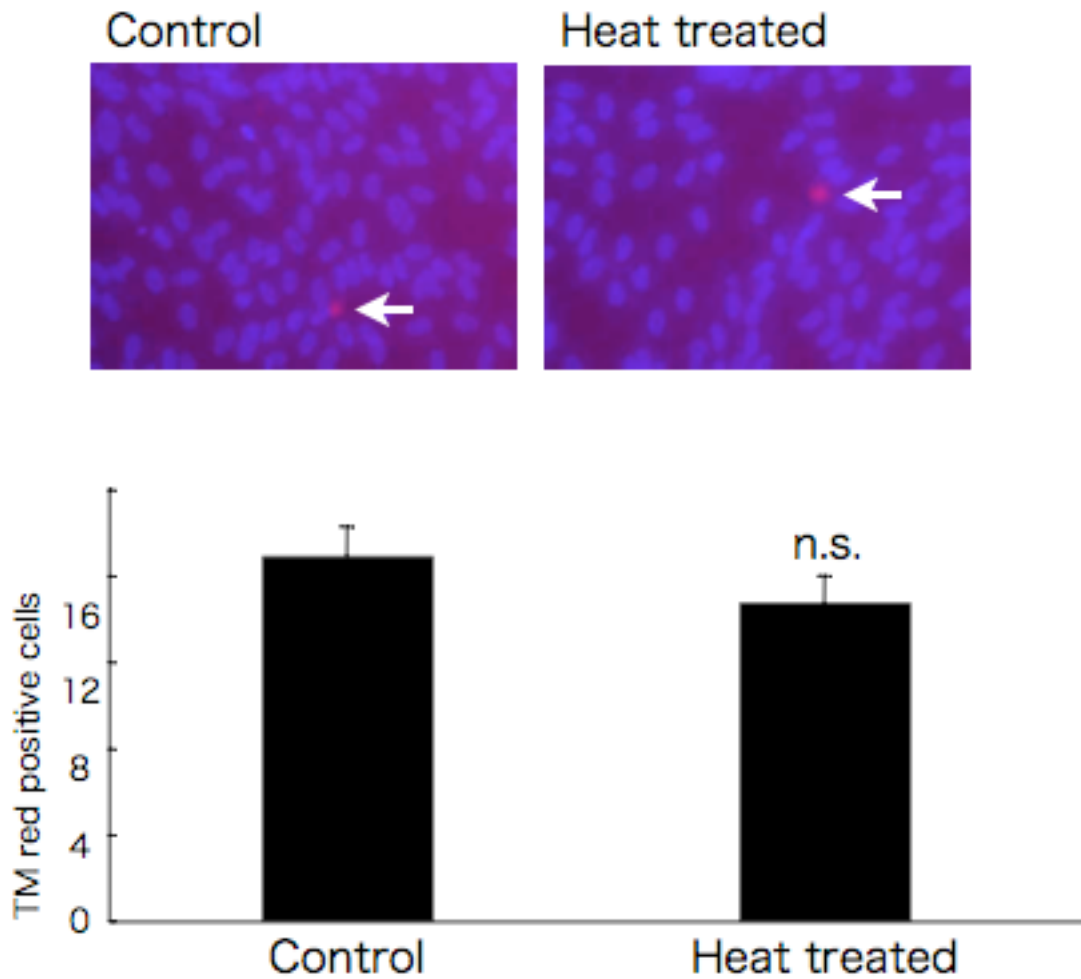 Control
Heat treated
n.s.
TM red positive cells
16
12
8
4
0
Control
Heat treated